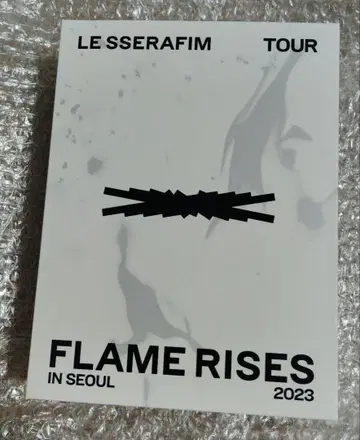 LE SSERAFIM TOUR
FLAME RISES
IN SEOUL 2023